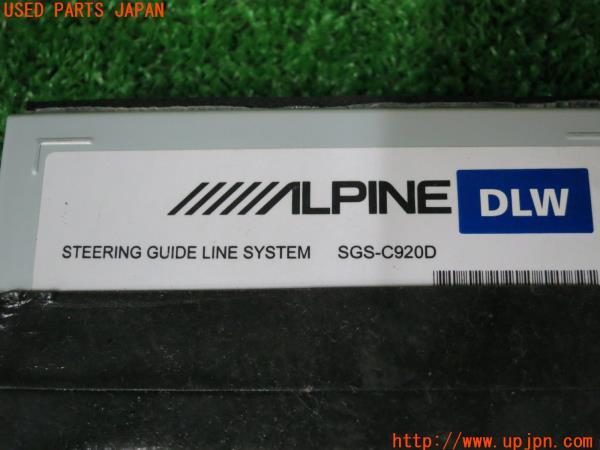 USED PARTS JAPAN
ALPINE DLW
STEERING GUIDE LINE SYSTEM SGS-C920D
http://www.upjpn.com/